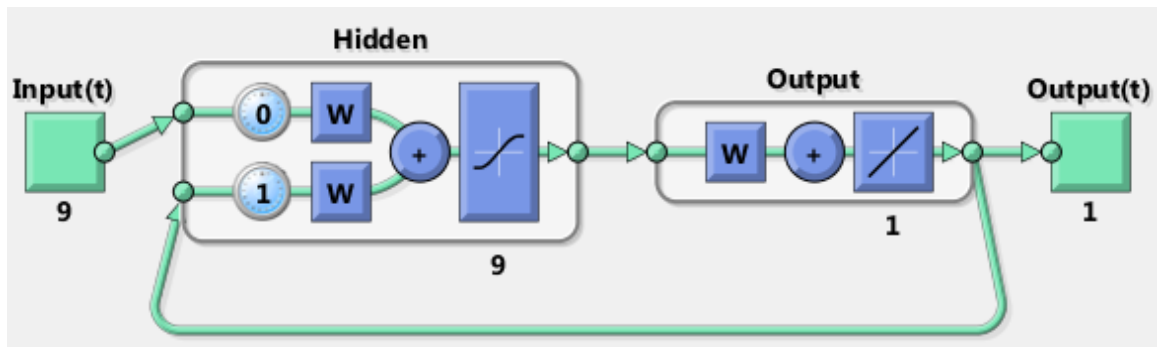 Hidden
Input(t)
Output
Output(t)
0
W
+
1
W
W
+
9
1
1
9